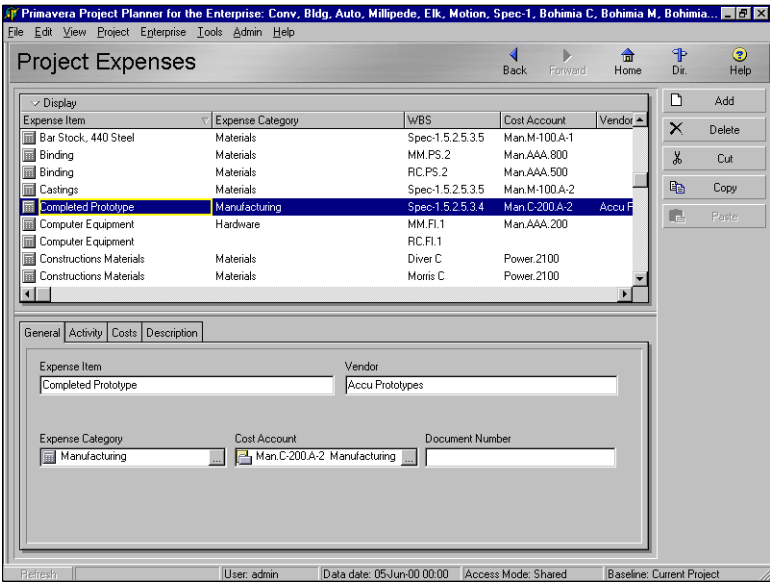 Primavera Project Planner for the Enterprise: Conv, Bldg, Auto, Millipede, Elk, Motion, Spec-1, Bohimia C, Bohimia M, Bohimia...
File Edit View Project Enterprise Tools Admin Help
Project Expenses
Back Forward Home Dir. Help
Display
Expense Item Expense Category WBS Cost Account Vendor
Bar Stock, 440 Steel Materials Spec-1.5.2.5.3.5 Man.M-100.A-1
Binding Materials MM.PS.2 Man.AAA.800
Binding Materials RC.PS.2 Man.AAA.500
Castings Materials Spec-1.5.2.5.3.5 Man.M-100.A-2
Completed Prototype Manufacturing Spec-1.5.2.5.3.4 Man.C-200.A-2 Accu P
Computer Equipment Hardware MM.FI.1 Man.AAA.200
Computer Equipment RC.FI.1
Constructions Materials Materials Diver C Power.2100
Constructions Materials Materials Morris C Power.2100
Add
Delete
Cut
Copy
Paste
General Activity Costs Description
Expense Item Vendor
Completed Prototype Accu Prototypes
Expense Category Cost Account Document Number
Manufacturing ... Man.C-200.A-2 Manufacturing ...
Refresh User: admin Data date: 05-Jun-00 00:00 Access Mode: Shared Baseline: Current Project